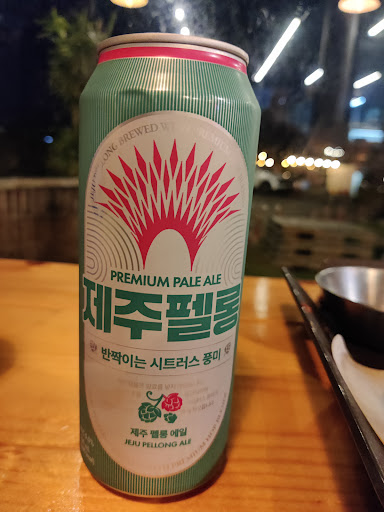 BREWED
PREMIUM PALE ALE
제주펠롱
반짝이는 시트러스 풍미
제주 펠롱 에일
JEJU PELLONG ALE